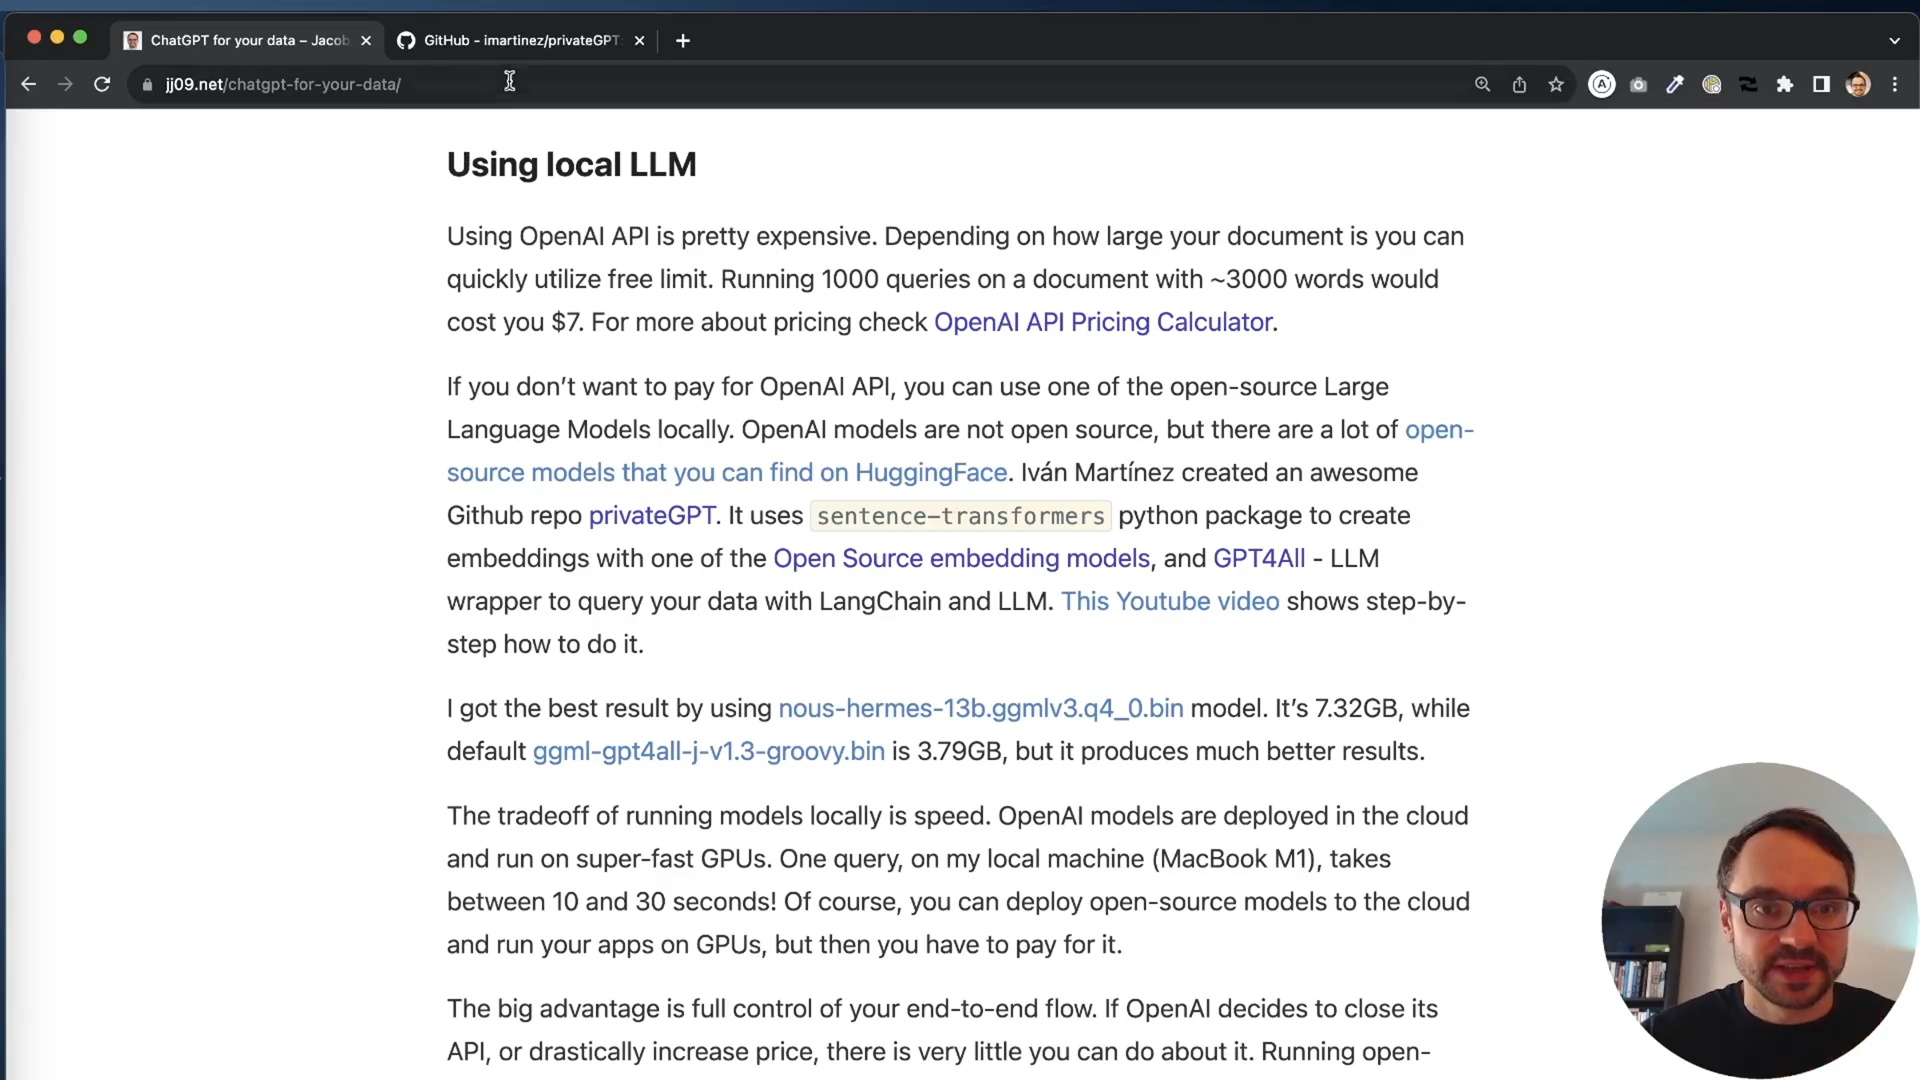 ChatGPT for your data – Jacob
GitHub - imartinez/privateGPT:
jj09.net/chatgpt-for-your-data/
Using local LLM
Using OpenAI API is pretty expensive. Depending on how large your document is you can
quickly utilize free limit. Running 1000 queries on a document with ~3000 words would
cost you $7. For more about pricing check OpenAI API Pricing Calculator.
If you don’t want to pay for OpenAI API, you can use one of the open-source Large
Language Models locally. OpenAI models are not open source, but there are a lot of open-
source models that you can find on HuggingFace. Iván Martínez created an awesome
Github repo privateGPT. It uses sentence-transformers python package to create
embeddings with one of the Open Source embedding models, and GPT4All - LLM
wrapper to query your data with LangChain and LLM. This Youtube video shows step-by-
step how to do it.
I got the best result by using nous-hermes-13b.ggmlv3.q4_0.bin model. It’s 7.32GB, while
default ggml-gpt4all-j-v1.3-groovy.bin is 3.79GB, but it produces much better results.
The tradeoff of running models locally is speed. OpenAI models are deployed in the cloud
and run on super-fast GPUs. One query, on my local machine (MacBook M1), takes
between 10 and 30 seconds! Of course, you can deploy open-source models to the cloud
and run your apps on GPUs, but then you have to pay for it.
The big advantage is full control of your end-to-end flow. If OpenAI decides to close its
API, or drastically increase price, there is very little you can do about it. Running open-